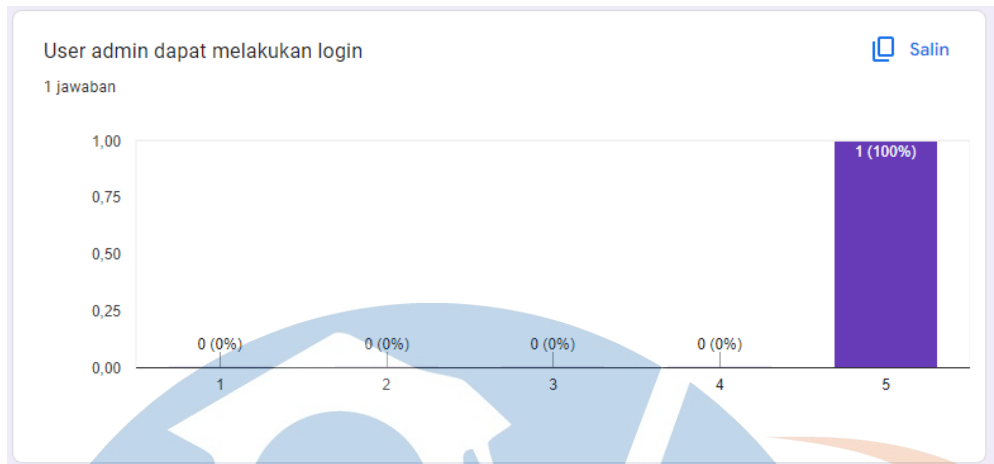 User admin dapat melakukan login
Salin
1 jawaban
1,00
1 (100%)
0,75
0,50
0,25
0 (0%) 0 (0%) 0 (0%) 0 (0%)
0,00
1 2 3 4 5